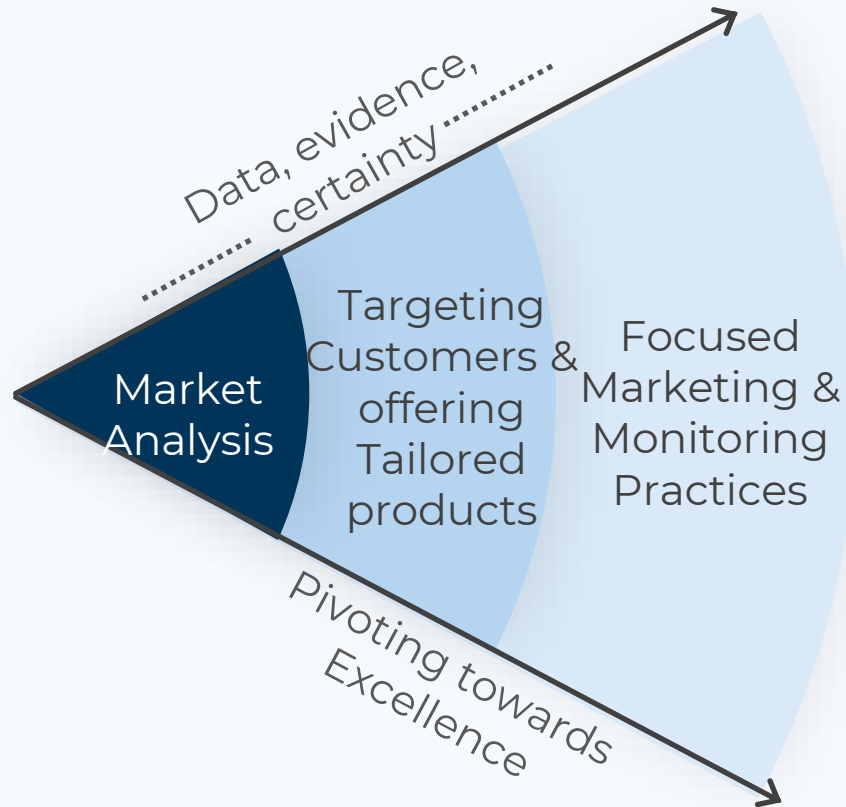 Data, evidence,
certainty
Market
Analysis
Targeting
Customers &
offering
Tailored
products
Focused
Marketing &
Monitoring
Practices
Pivoting towards
Excellence